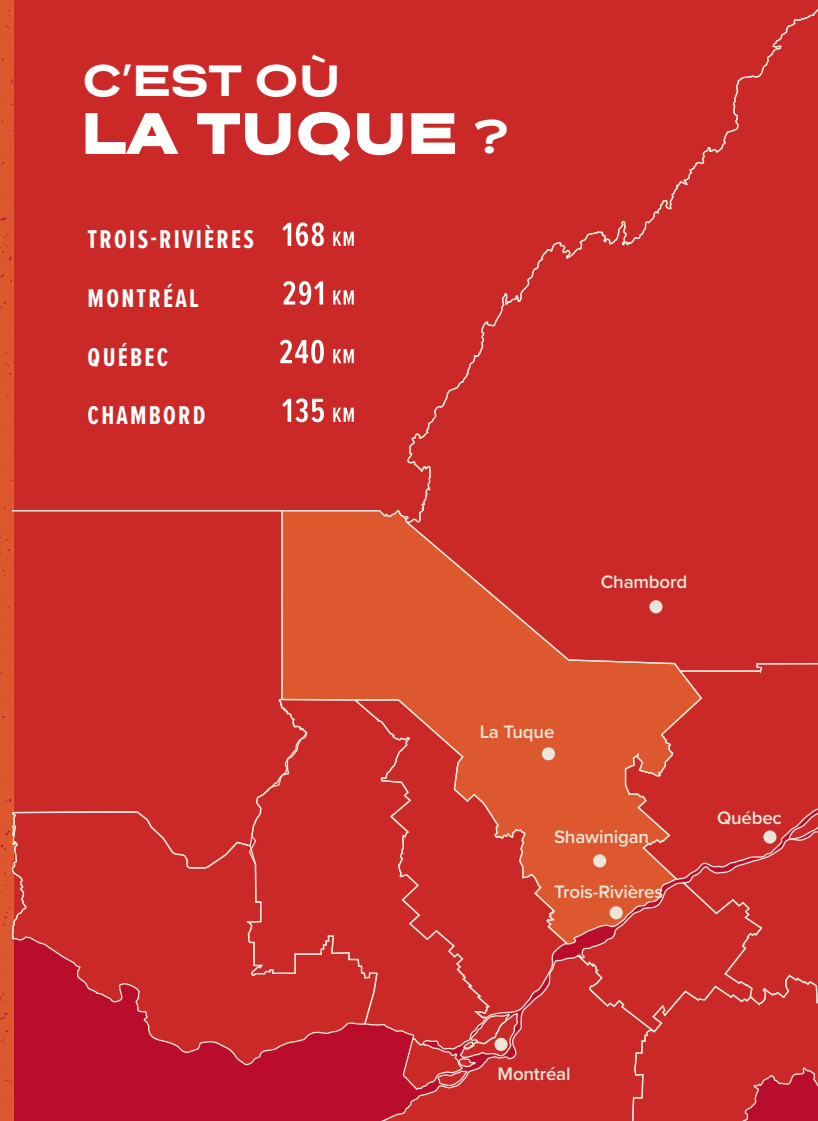 C'EST OÙ
LA TUQUE ?
TROIS-RIVIÈRES 168 KM
MONTRÉAL 291 KM
QUÉBEC 240 KM
CHAMBORD 135 KM
Chambord
La Tuque
Québec
Shawinigan
Trois-Rivières
Montréal